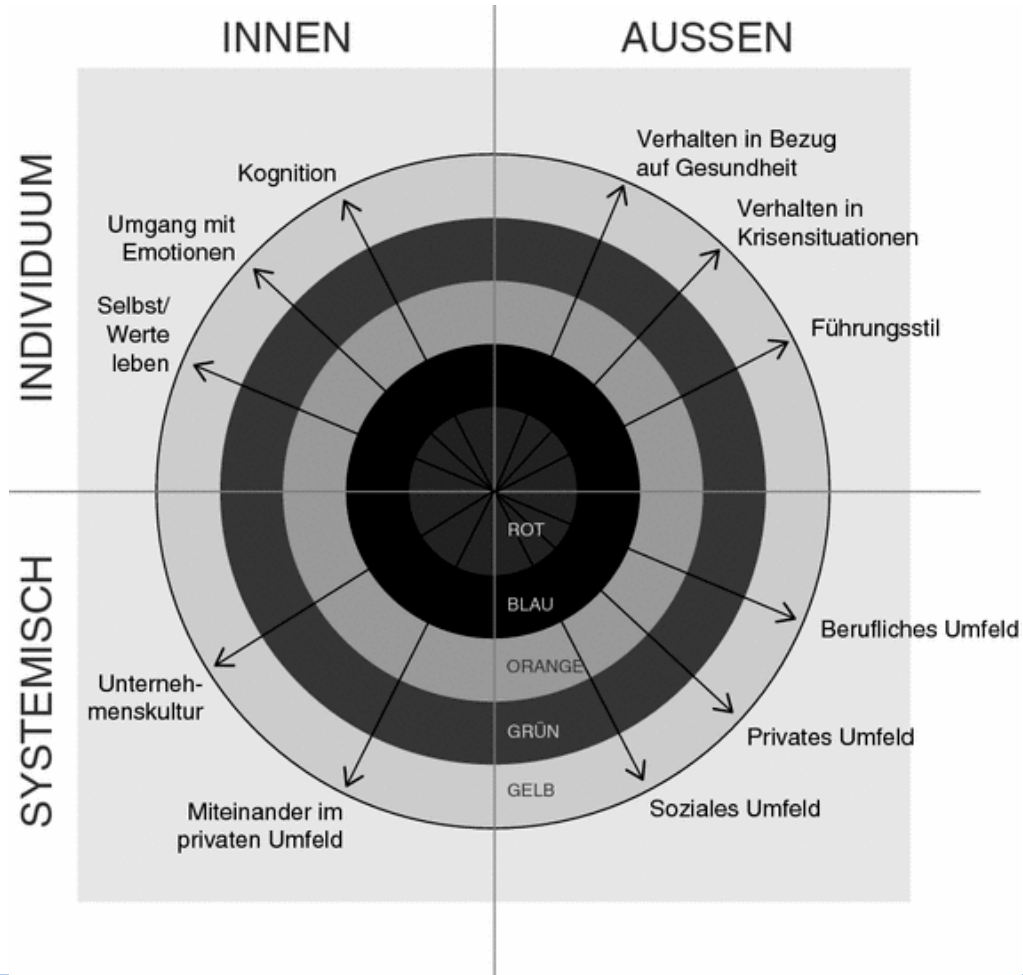 INNEN
AUSSEN
INDIVIDUUM
SYSTEMISCH
Kognition
Umgang mit
Emotionen
Selbst/
Werte
leben
Verhalten in Bezug
auf Gesundheit
Verhalten in
Krisensituationen
Führungsstil
ROT
BLAU
ORANGE
GRÜN
GELB
Unterneh-
menskultur
Miteinander im
privaten Umfeld
Berufliches Umfeld
Privates Umfeld
Soziales Umfeld